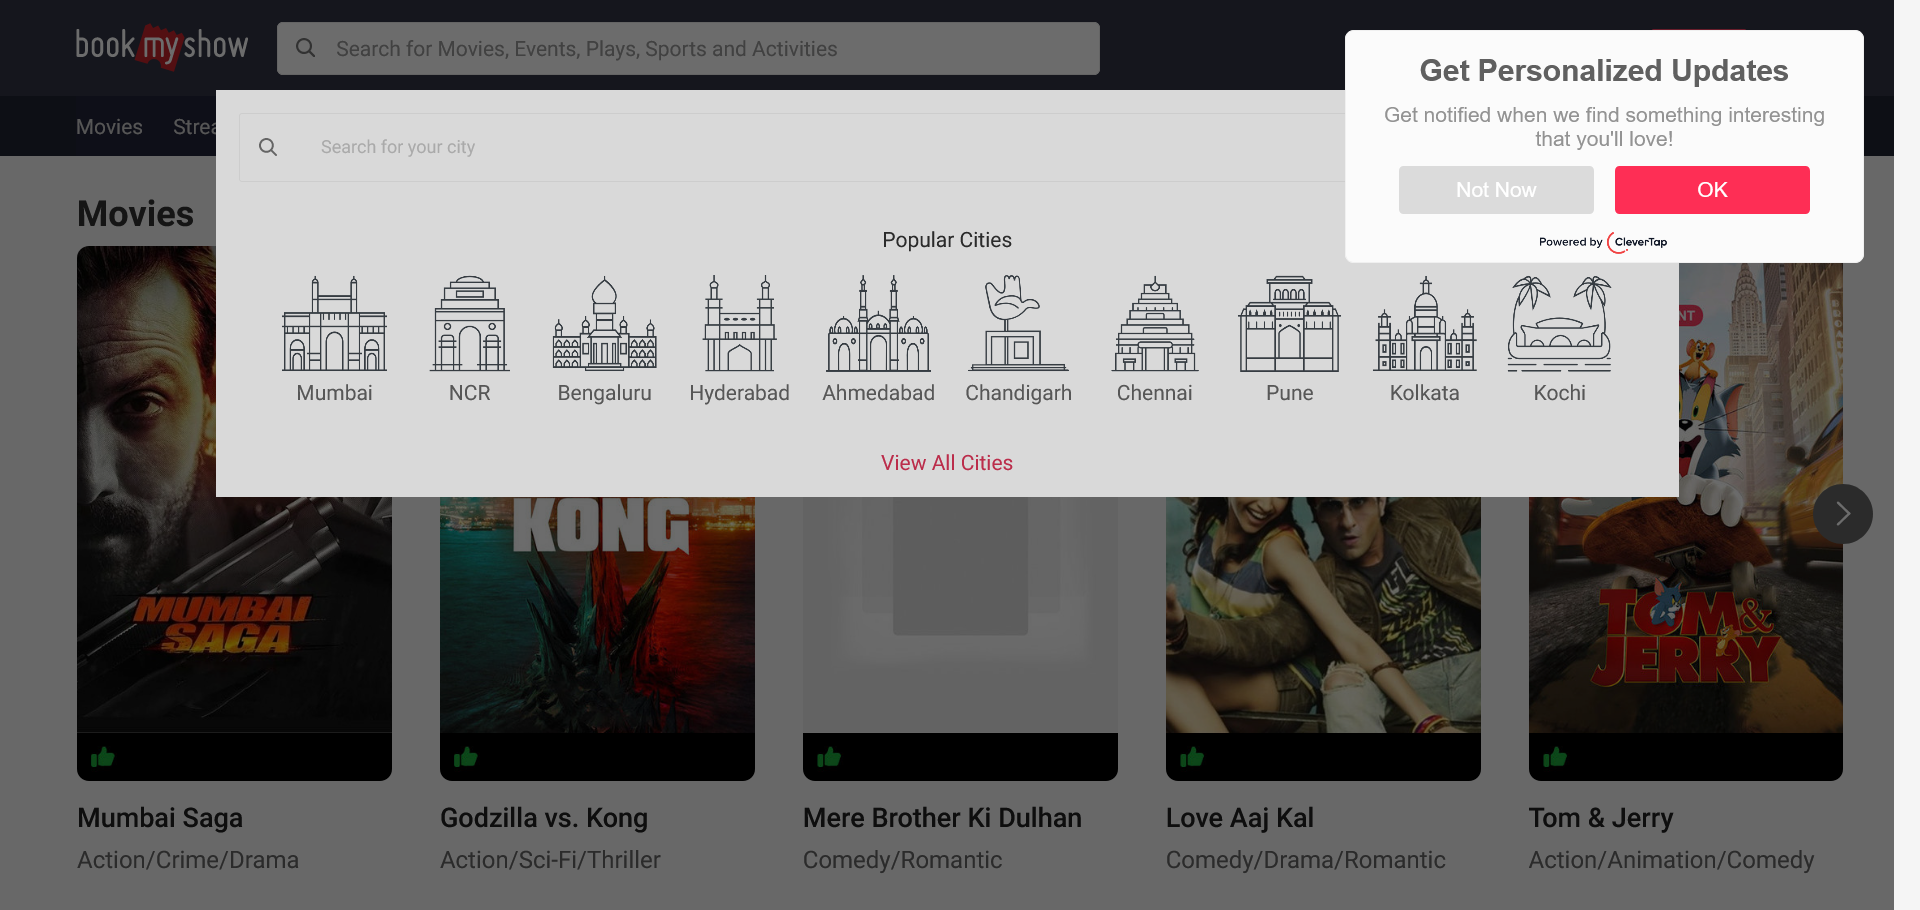 book my show
Search for Movies, Events, Plays, Sports and Activities
Get Personalized Updates
Get notified when we find something interesting
that you'll love!
Not Now
OK
Powered by CleverTap
Movies
Search for your city
Movies
Popular Cities
Mumbai
NCR
Bengaluru
Hyderabad
Ahmedabad
Chandigarh
Chennai
Pune
Kolkata
Kochi
View All Cities
MUMBAI
SAGA
KONG
TOM &
JERRY
Mumbai Saga
Godzilla vs. Kong
Mere Brother Ki Dulhan
Love Aaj Kal
Tom & Jerry
Action/Crime/Drama
Action/Sci-Fi/Thriller
Comedy/Romantic
Comedy/Drama/Romantic
Action/Animation/Comedy